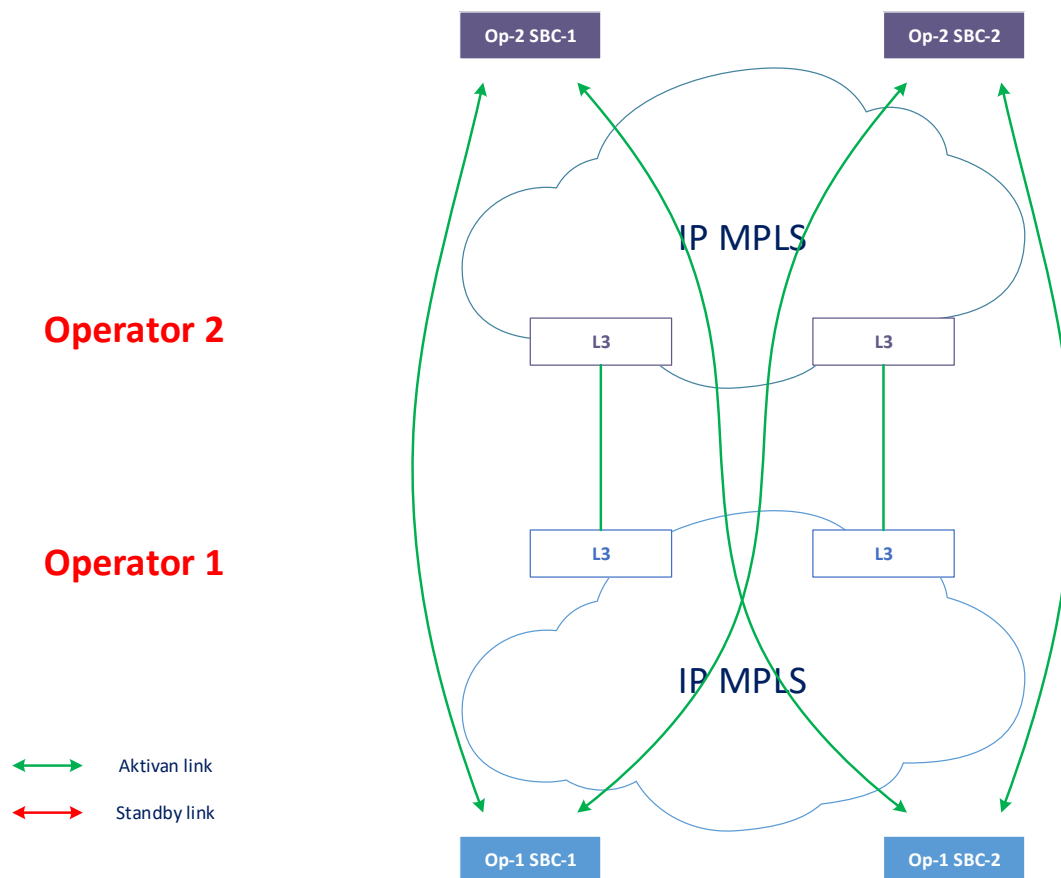 Op-2 SBC-1
Op-2 SBC-2
IP MPLS
Operator 2
L3
L3
Operator 1
L3
L3
IP MPLS
Aktivan link
Standby link
Op-1 SBC-1
Op-1 SBC-2